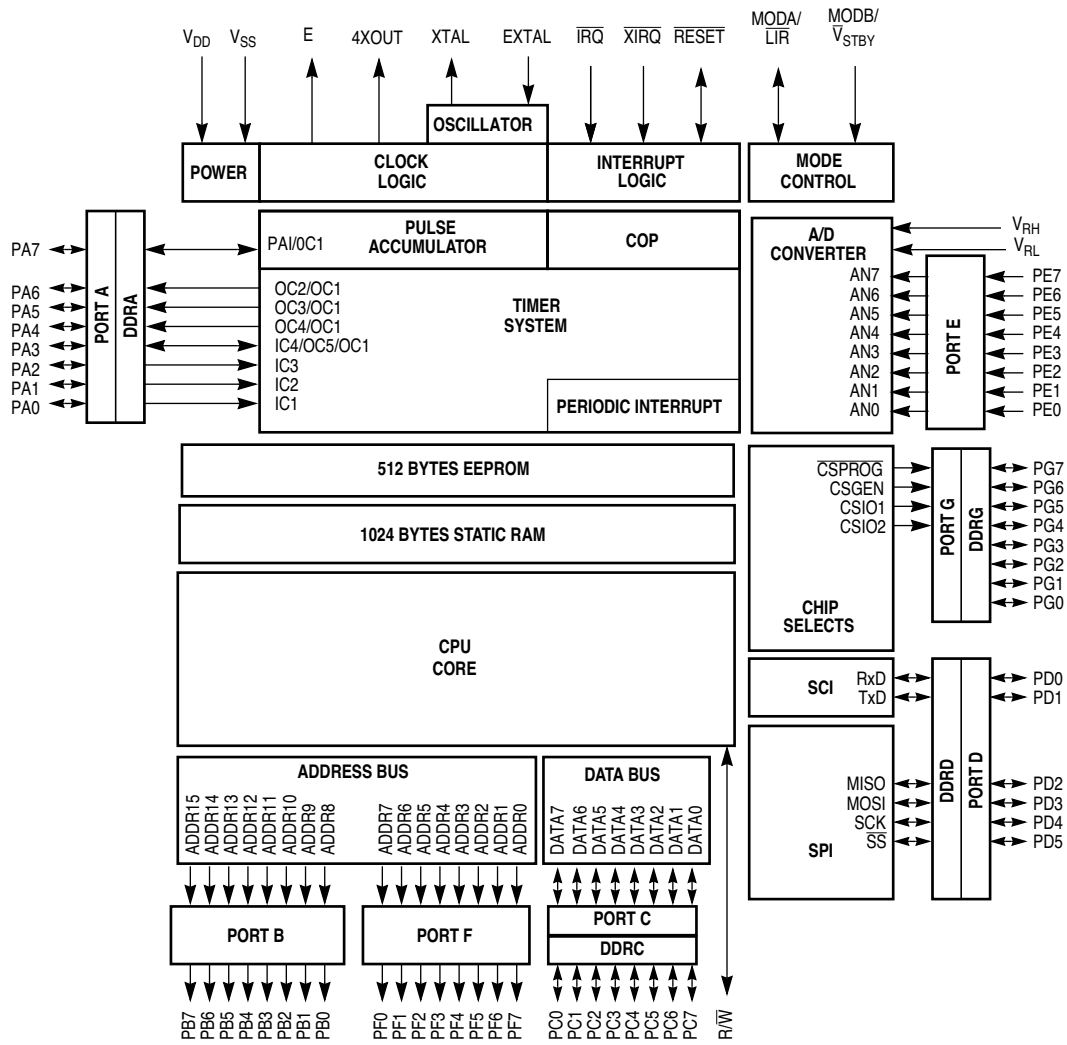 V_DD V_SS E 4XOUT XTAL EXTAL IRQ XIRQ RESET MODA/ LIR MODB/ V_STBY
OSCILLATOR
POWER
CLOCK
LOGIC
INTERRUPT
LOGIC
MODE
CONTROL
PORT A
DDRA
PA7
PA6
PA5
PA4
PA3
PA2
PA1
PA0
PAI/0C1
PULSE
ACCUMULATOR
COP
OC2/OC1
OC3/OC1
OC4/OC1
IC4/OC5/OC1
IC3
IC2
IC1
TIMER
SYSTEM
PERIODIC INTERRUPT
A/D
CONVERTER
V_RH
V_RL
AN7
AN6
AN5
AN4
AN3
AN2
AN1
AN0
PORT E
PE7
PE6
PE5
PE4
PE3
PE2
PE1
PE0
512 BYTES EEPROM
1024 BYTES STATIC RAM
CPU
CORE
CSPROG
CSGEN
CSIO1
CSIO2
CHIP
SELECTS
PORT G
DDRG
PG7
PG6
PG5
PG4
PG3
PG2
PG1
PG0
SCI
RxD
TxD
SPI
MISO
MOSI
SCK
SS
DDRD
PORT D
PD0
PD1
PD2
PD3
PD4
PD5
ADDRESS BUS
ADDR15
ADDR14
ADDR13
ADDR12
ADDR11
ADDR10
ADDR9
ADDR8
ADDR7
ADDR6
ADDR5
ADDR4
ADDR3
ADDR2
ADDR1
ADDR0
DATA BUS
DATA7
DATA6
DATA5
DATA4
DATA3
DATA2
DATA1
DATA0
PORT B
PORT F
PORT C
DDRC
PB7
PB6
PB5
PB4
PB3
PB2
PB1
PB0
PF0
PF1
PF2
PF3
PF4
PF5
PF6
PF7
PC0
PC1
PC2
PC3
PC4
PC5
PC6
PC7
R/W